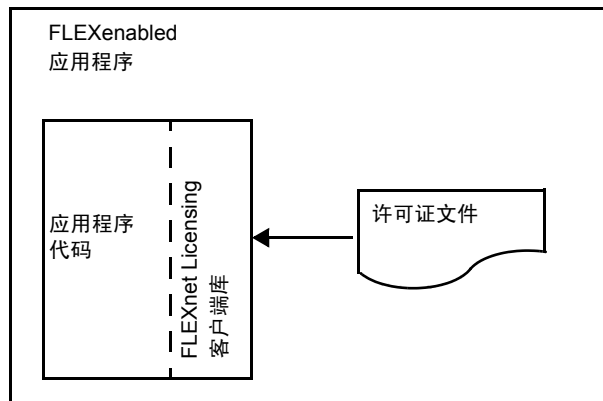 FLEXenabled
应用程序
应用程序
代码
FLEXnet Licensing
客户端库
许可证文件